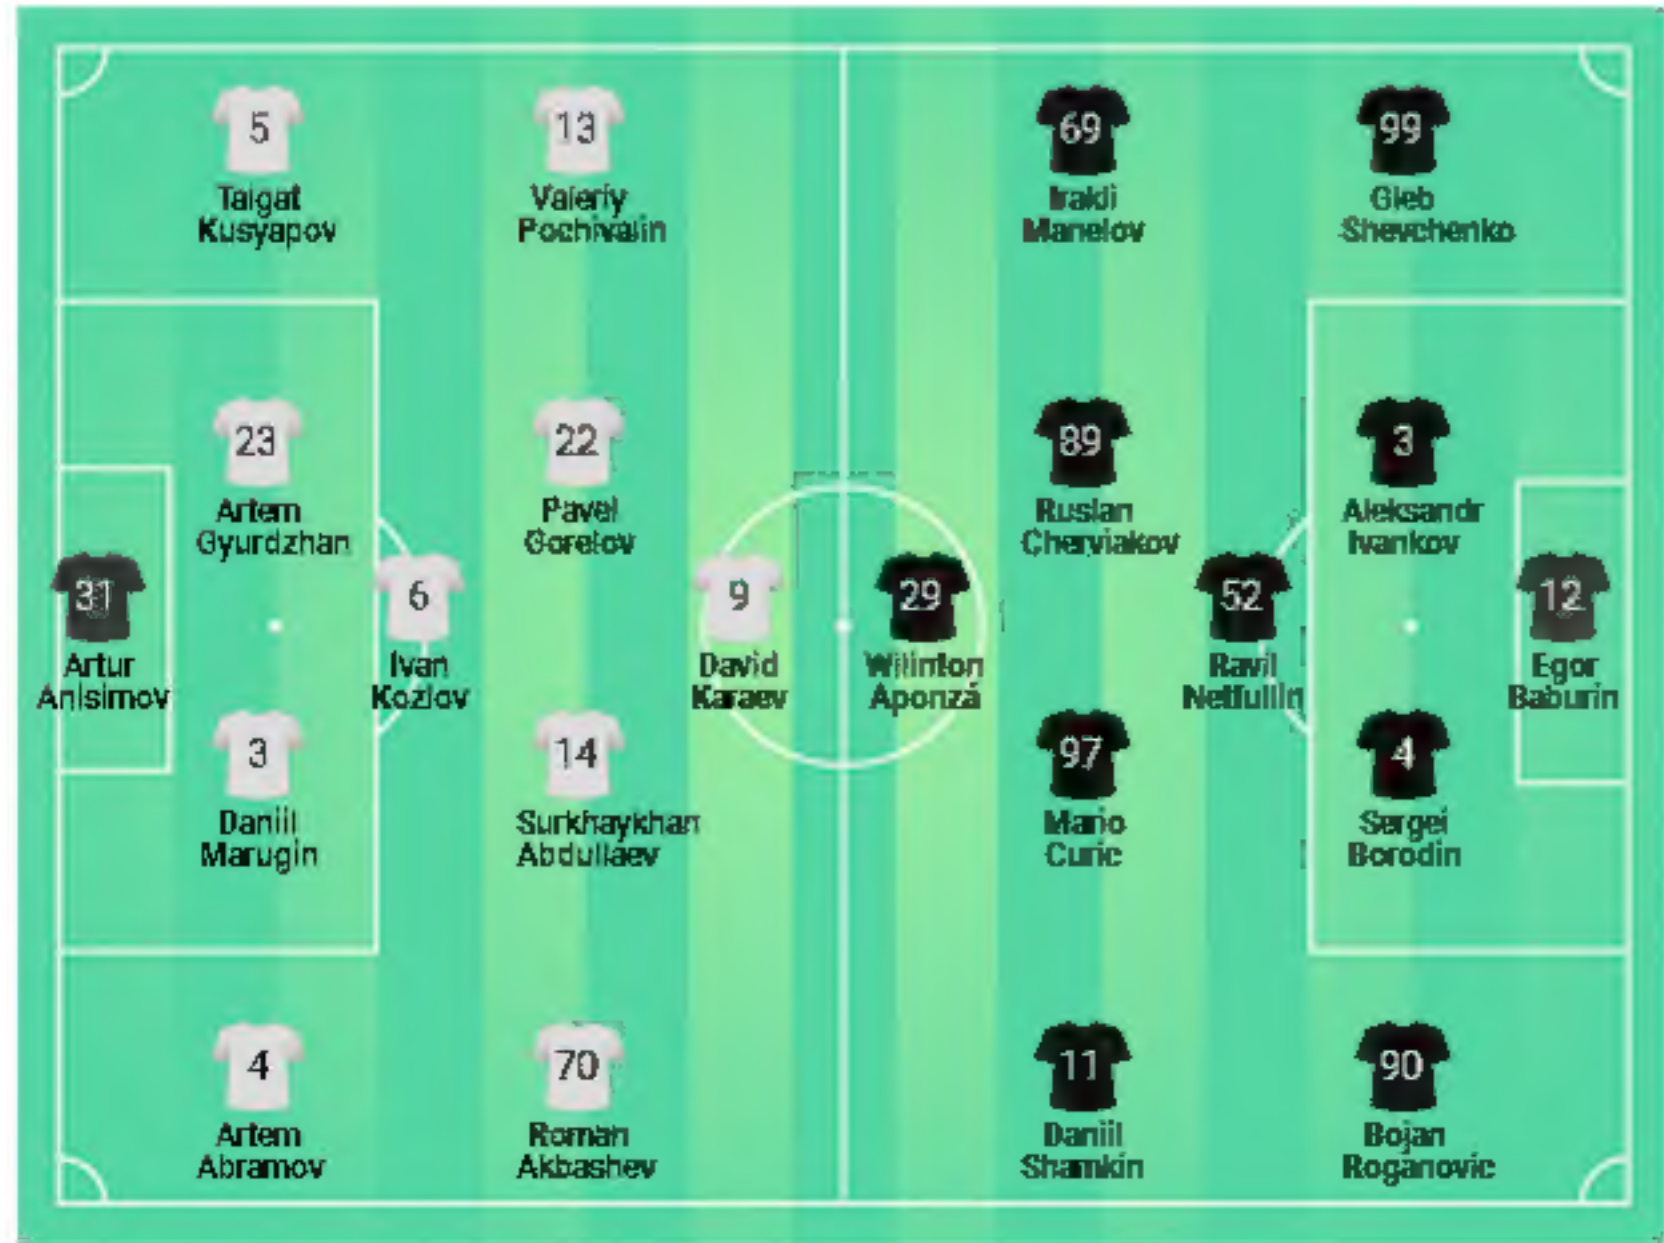 5
Talgat
Kusyapov
13
Valeriy
Pochivalin
69
Irakli
Manelov
99
Gleb
Shevchenko
23
Artem
Gyurdzhan
22
Pavel
Gorelov
89
Ruslan
Cherviakov
3
Aleksandr
Ivankov
31
Artur
Anisimov
6
Ivan
Kozlov
9
David
Karaev
29
Wilinton
Aponzá
52
Ravil
Netfullin
12
Egor
Baburin
3
Daniil
Marugin
14
Surkhaykhan
Abdullaev
97
Mario
Curic
4
Sergei
Borodin
4
Artem
Abramov
70
Roman
Akbashev
11
Daniil
Shamkin
90
Bojan
Roganovic